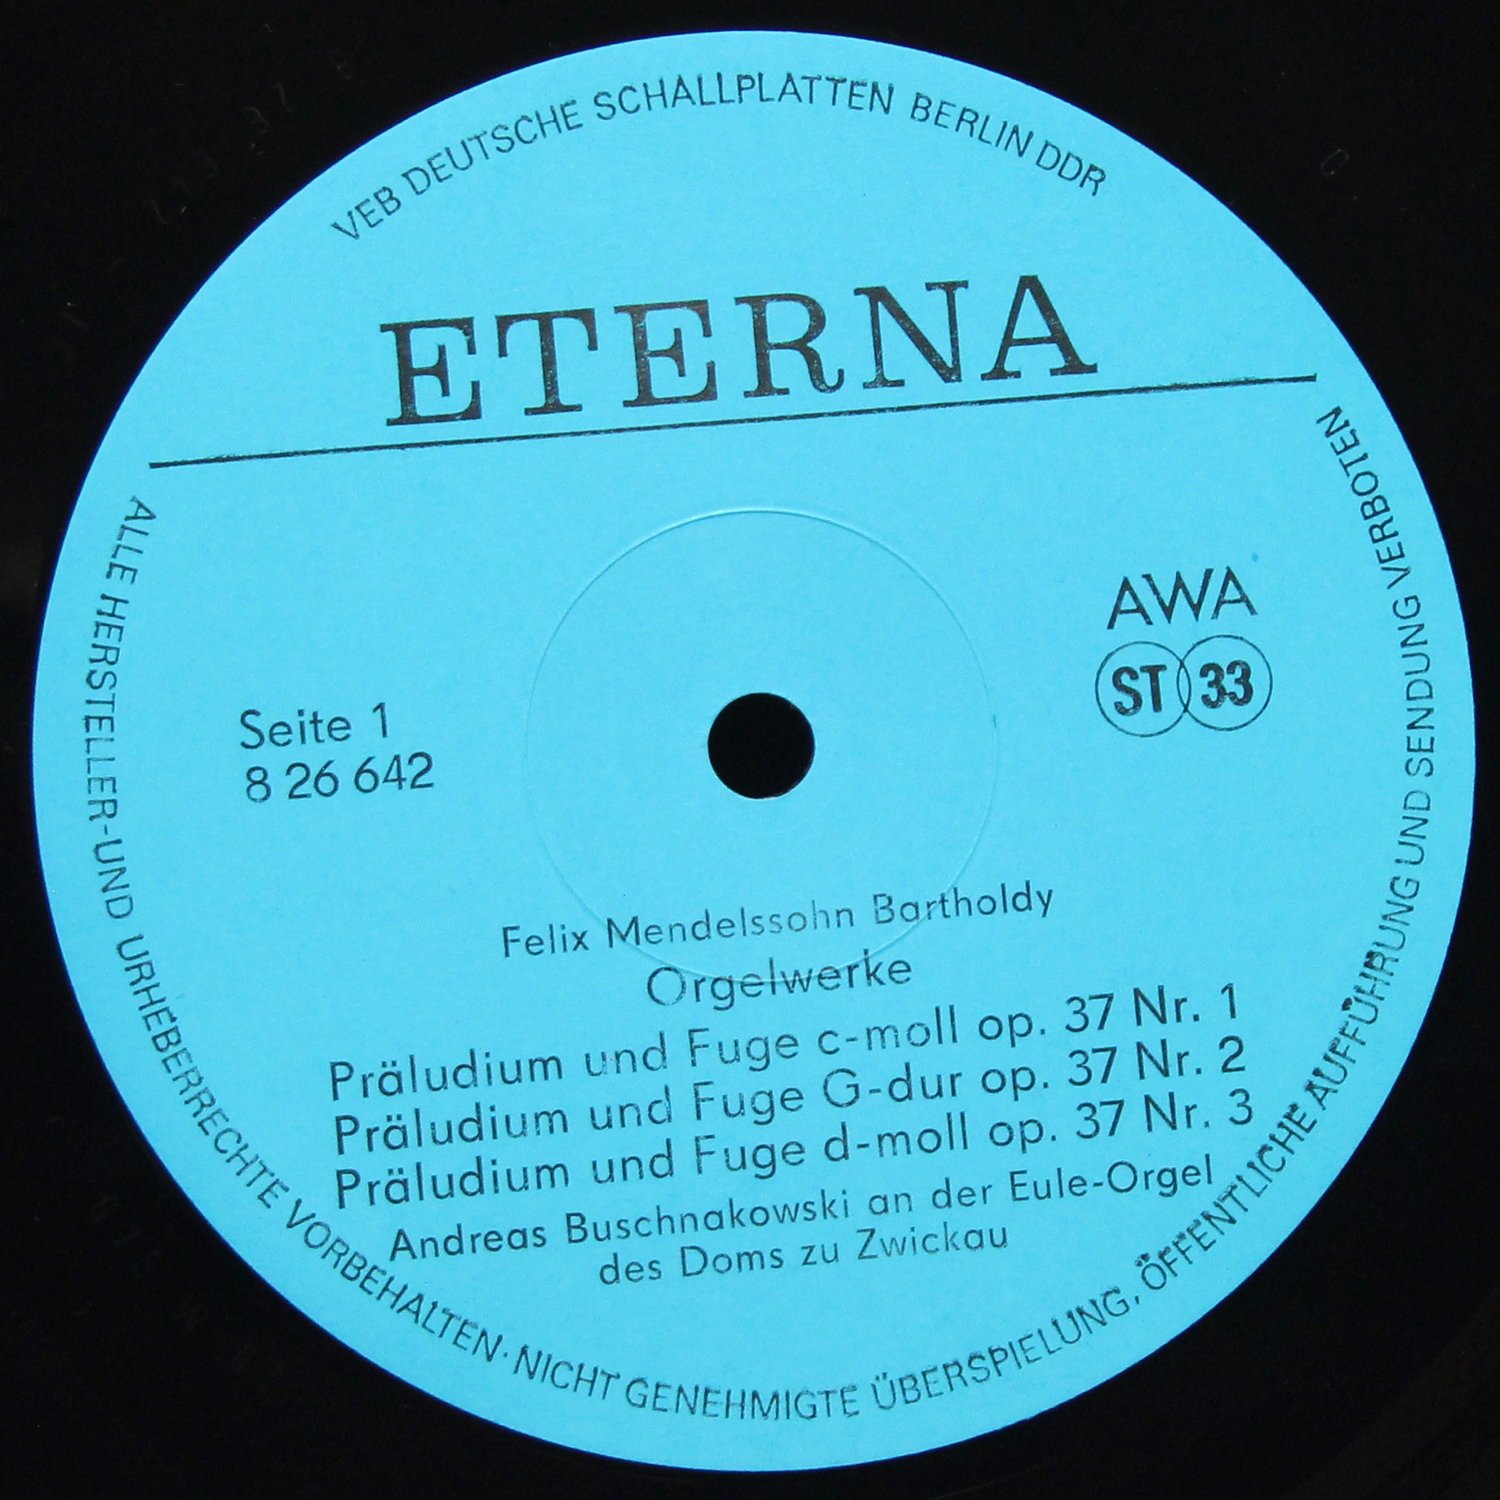 VEB DEUTSCHE SCHALLPLATTEN BERLIN DDR
ETERNA
AWA
ST 33
Seite 1
8 26 642
Felix Mendelssohn Bartholdy
Orgelwerke
Präludium und Fuge c-moll op. 37 Nr. 1
Präludium und Fuge G-dur op. 37 Nr. 2
Präludium und Fuge d-moll op. 37 Nr. 3
Andreas Buschnakowski an der Eule-Orgel
des Doms zu Zwickau
ALLE HERSTELLER-UND URHEBERRECHTE VORBEHALTEN · NICHT GENEHMIGTE ÜBERSPIELUNG, ÖFFENTLICHE AUFFÜHRUNG UND SENDUNG VERBOTEN